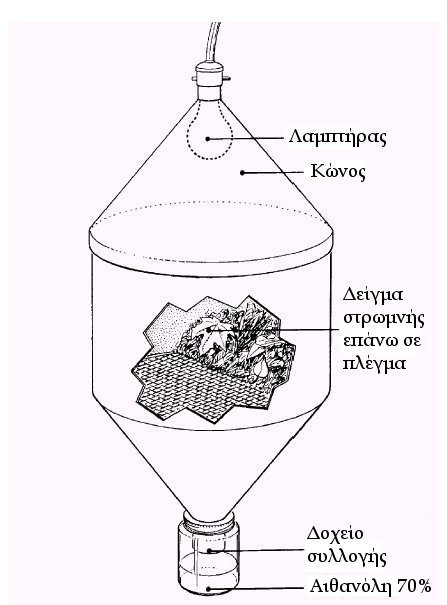 Λαμπτήρας
Κώνος
Δείγμα
στρωμνής
επάνω σε
πλέγμα
Δοχείο
συλλογής
Αιθανόλη 70%